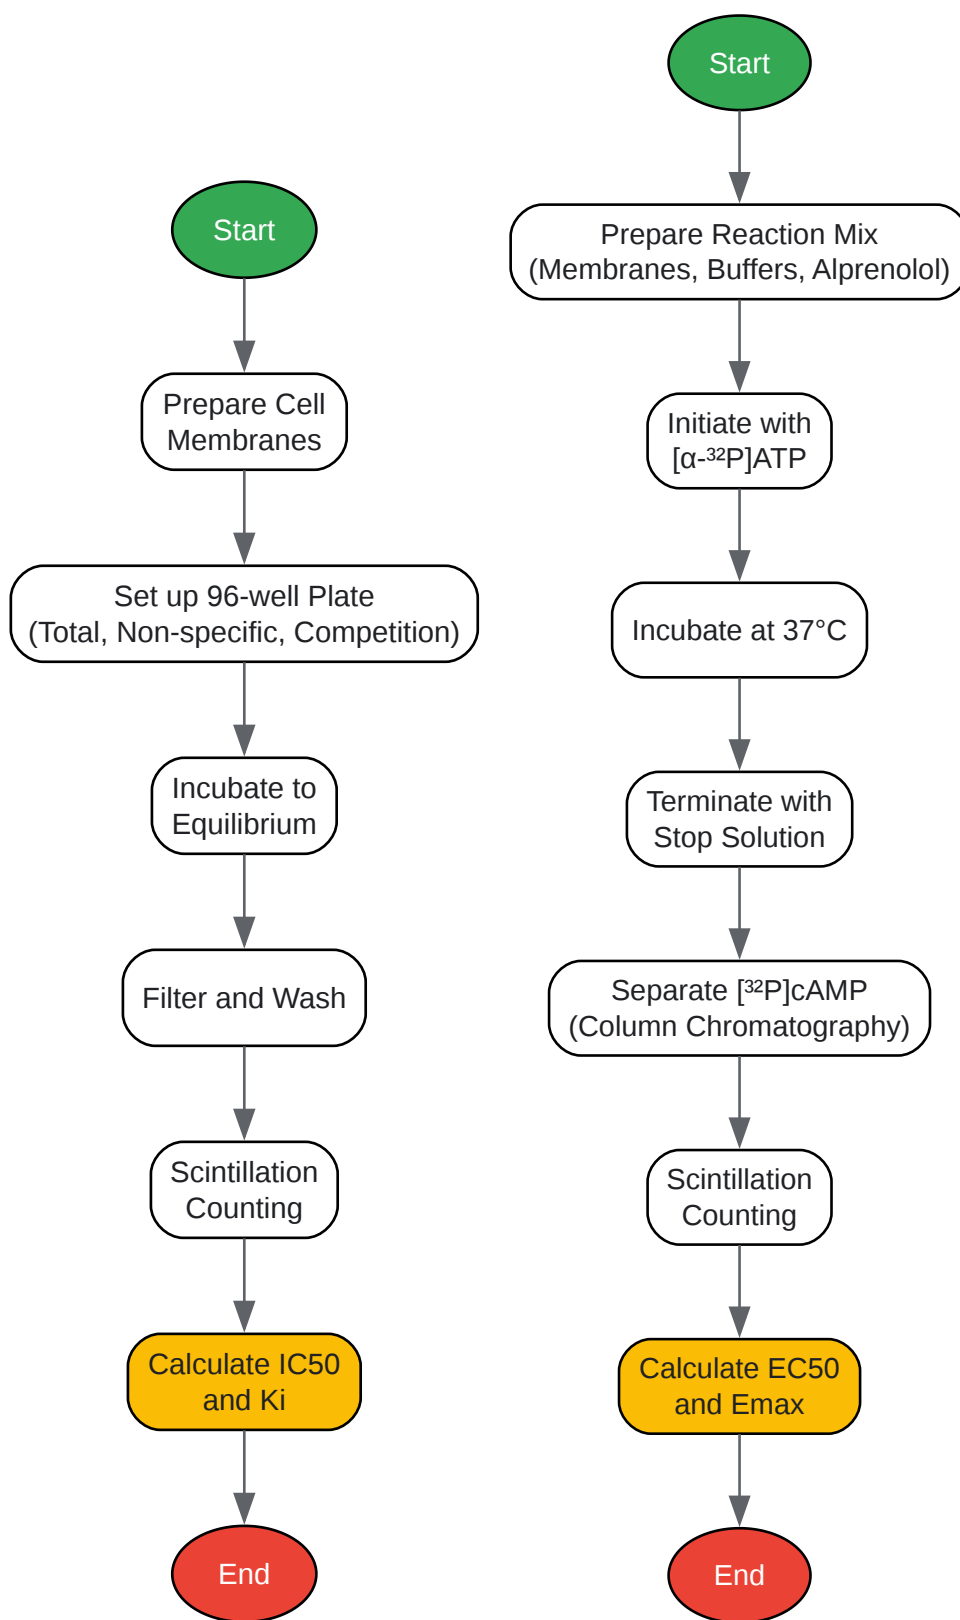 Start
Prepare Cell
Membranes
Set up 96-well Plate
(Total, Non-specific, Competition)
Incubate to
Equilibrium
Filter and Wash
Scintillation
Counting
Calculate IC50
and Ki
End
Start
Prepare Reaction Mix
(Membranes, Buffers, Alprenolol)
Initiate with
[α-³²P]ATP
Incubate at 37°C
Terminate with
Stop Solution
Separate [³²P]cAMP
(Column Chromatography)
Scintillation
Counting
Calculate EC50
and Emax
End